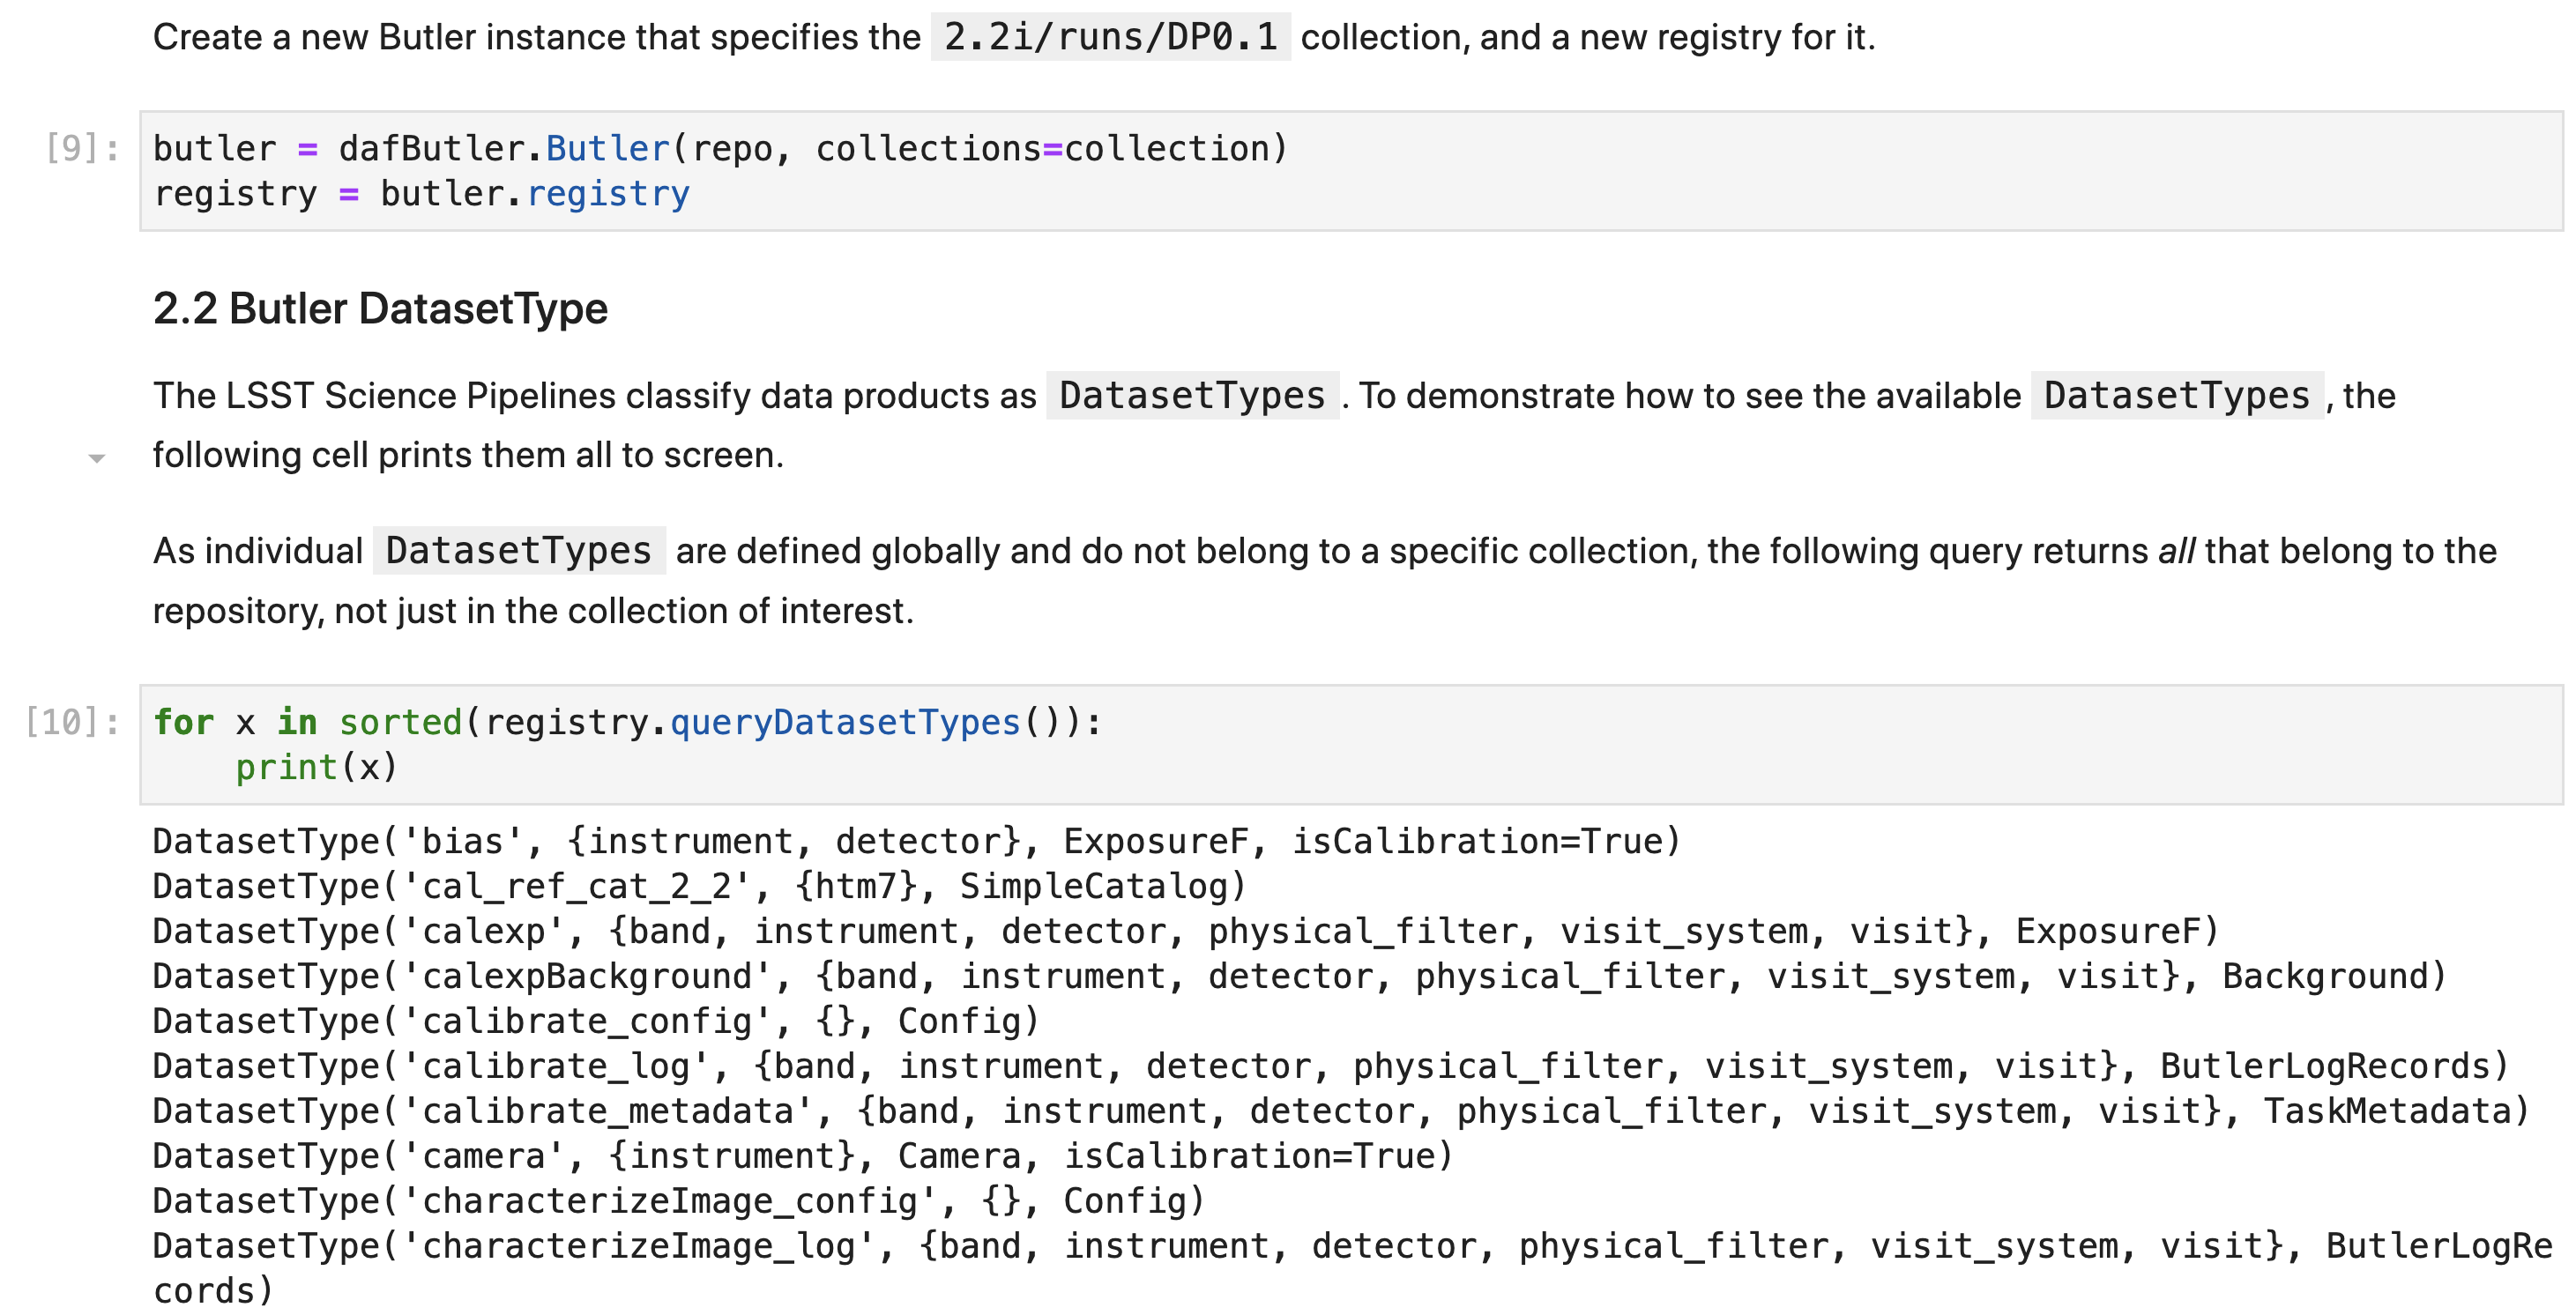 Create a new Butler instance that specifies the 2.2i/runs/DP0.1 collection, and a new registry for it.
[9]: butler = dafButler.Butler(repo, collections=collection)
registry = butler.registry
2.2 Butler DatasetType
The LSST Science Pipelines classify data products as DatasetTypes . To demonstrate how to see the available DatasetTypes , the
following cell prints them all to screen.
As individual DatasetTypes are defined globally and do not belong to a specific collection, the following query returns all that belong to the
repository, not just in the collection of interest.
[10]: for x in sorted(registry.queryDatasetTypes()):
    print(x)
DatasetType('bias', {instrument, detector}, ExposureF, isCalibration=True)
DatasetType('cal_ref_cat_2_2', {htm7}, SimpleCatalog)
DatasetType('calexp', {band, instrument, detector, physical_filter, visit_system, visit}, ExposureF)
DatasetType('calexpBackground', {band, instrument, detector, physical_filter, visit_system, visit}, Background)
DatasetType('calibrate_config', {}, Config)
DatasetType('calibrate_log', {band, instrument, detector, physical_filter, visit_system, visit}, ButlerLogRecords)
DatasetType('calibrate_metadata', {band, instrument, detector, physical_filter, visit_system, visit}, TaskMetadata)
DatasetType('camera', {instrument}, Camera, isCalibration=True)
DatasetType('characterizeImage_config', {}, Config)
DatasetType('characterizeImage_log', {band, instrument, detector, physical_filter, visit_system, visit}, ButlerLogRe
cords)